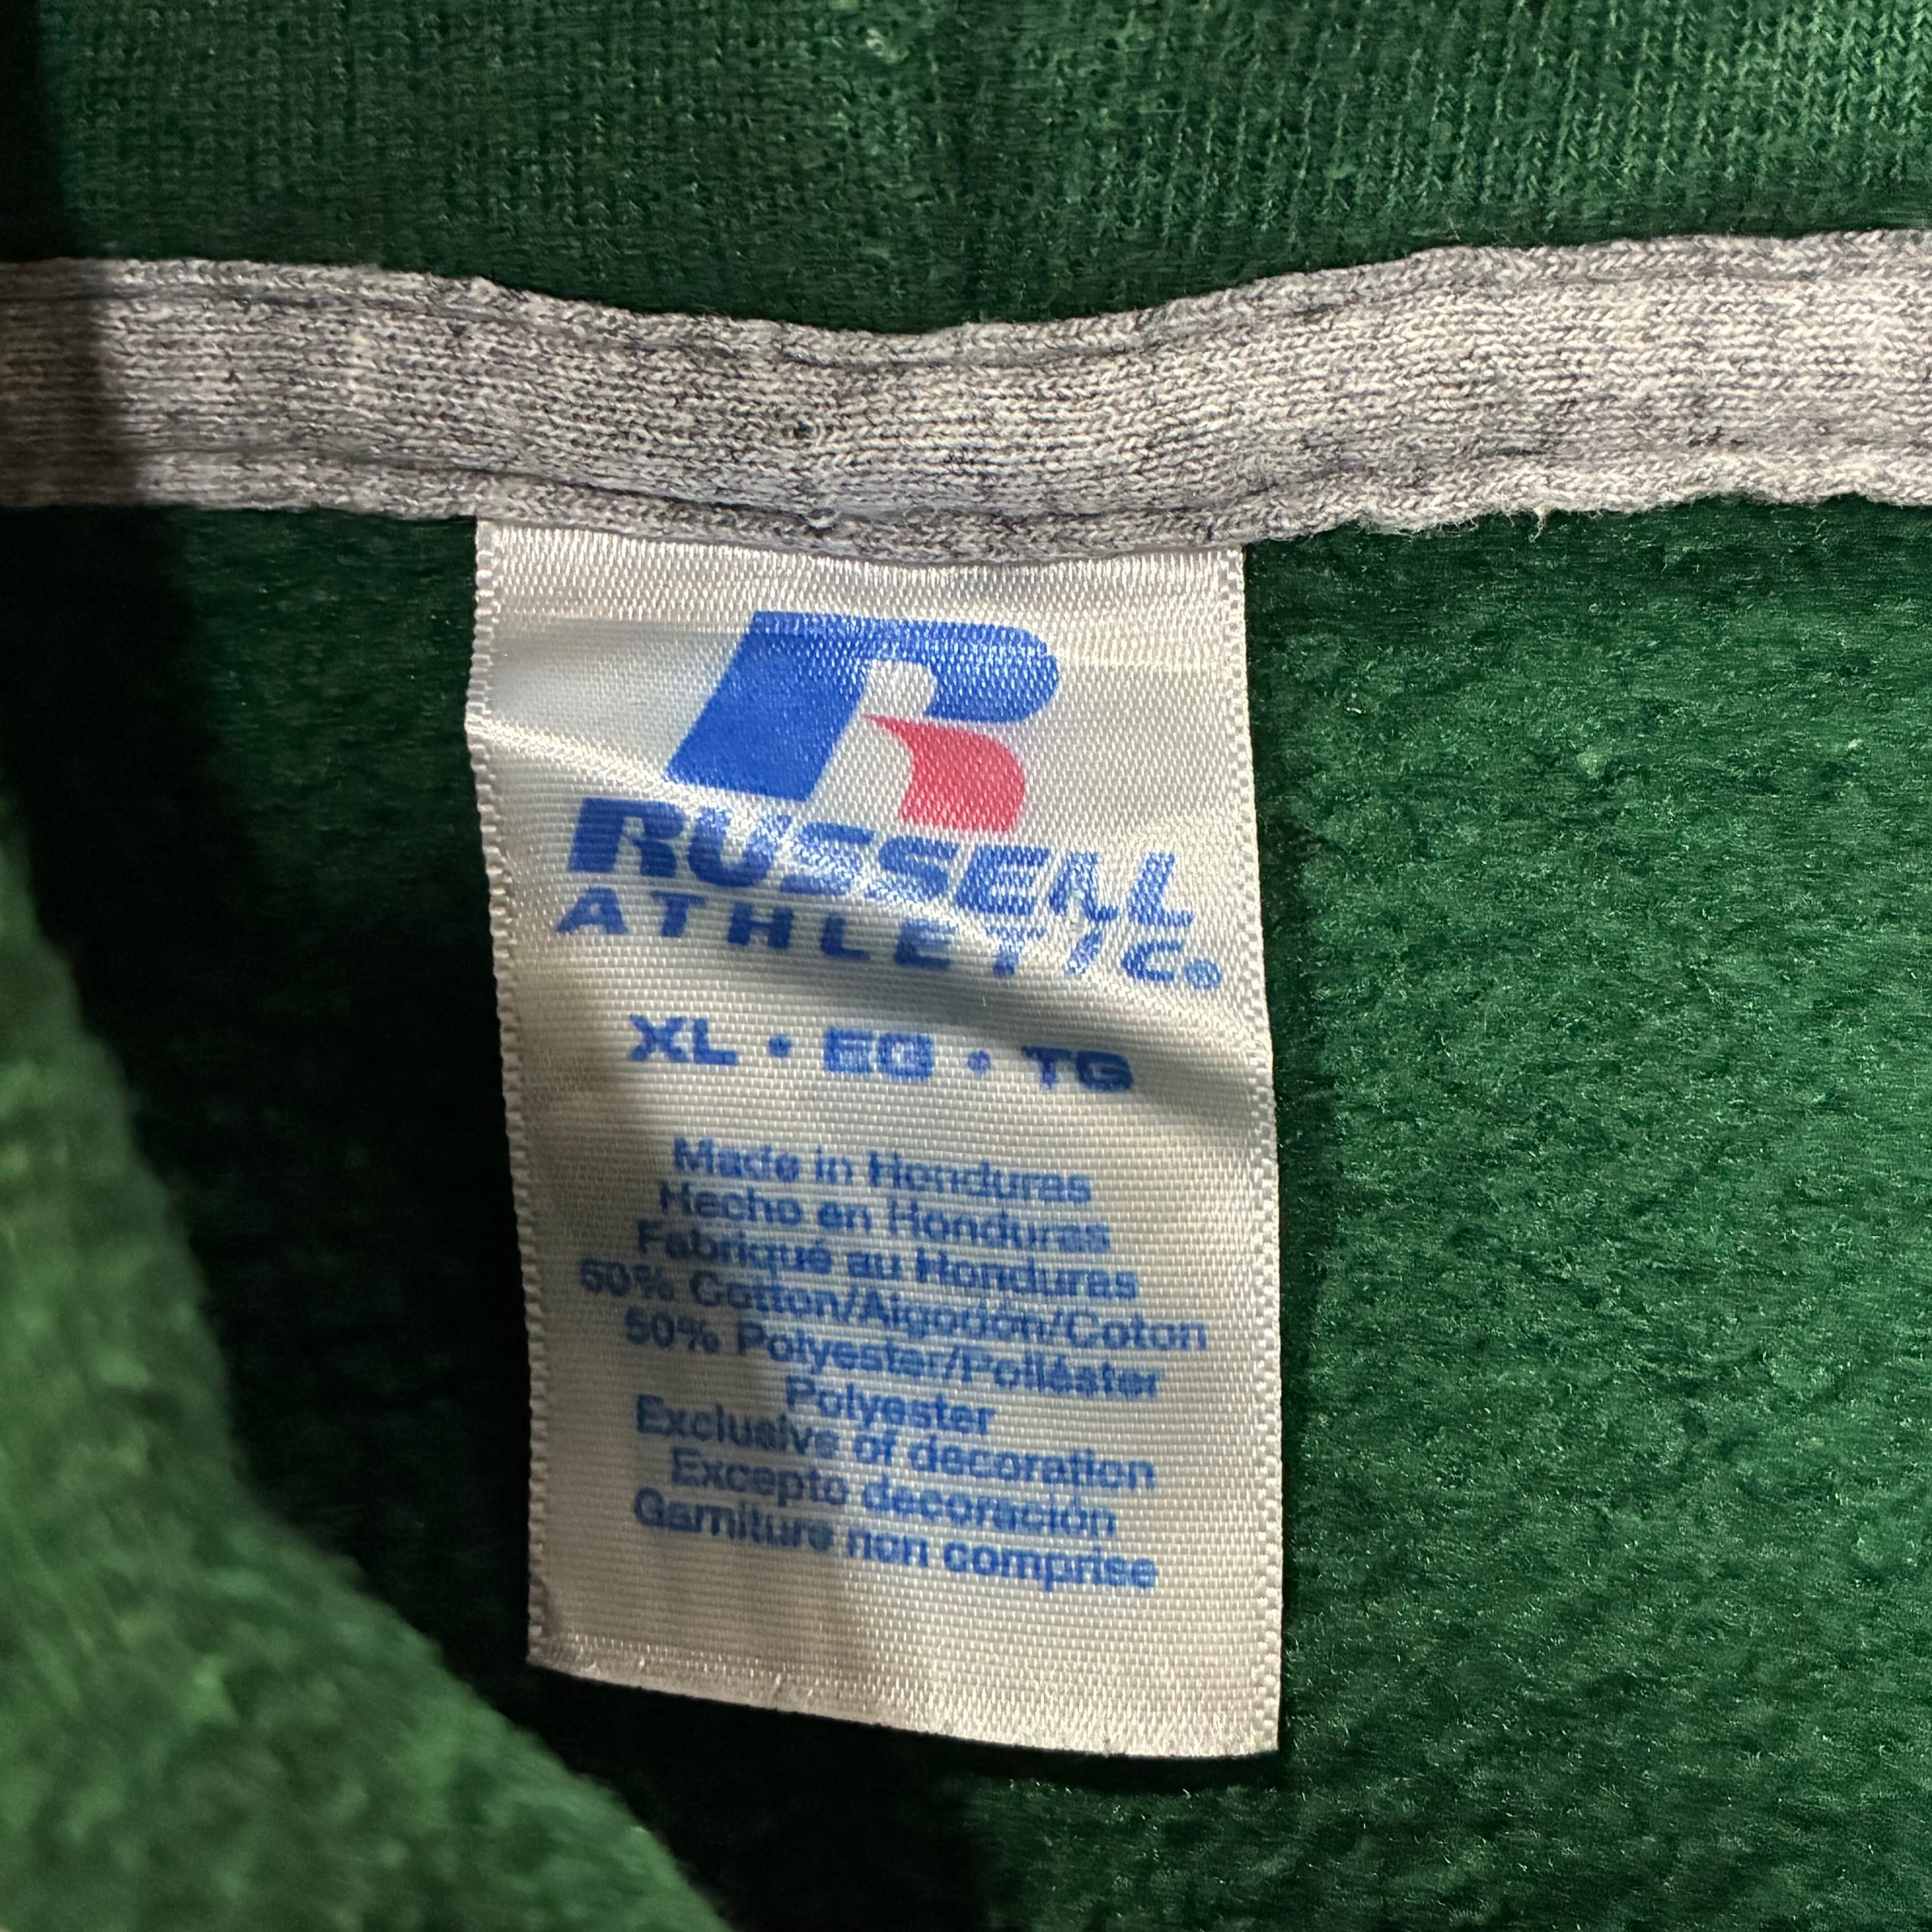 RUSSELL
ATHLETIC®
XL • EG • TG
Made in Honduras
Hecho en Honduras
Fabriqué au Honduras
50% Cotton/Algodón/Coton
50% Polyester/Poliéster
Polyester
Exclusive of decoration
Excepto decoración
Garniture non comprise